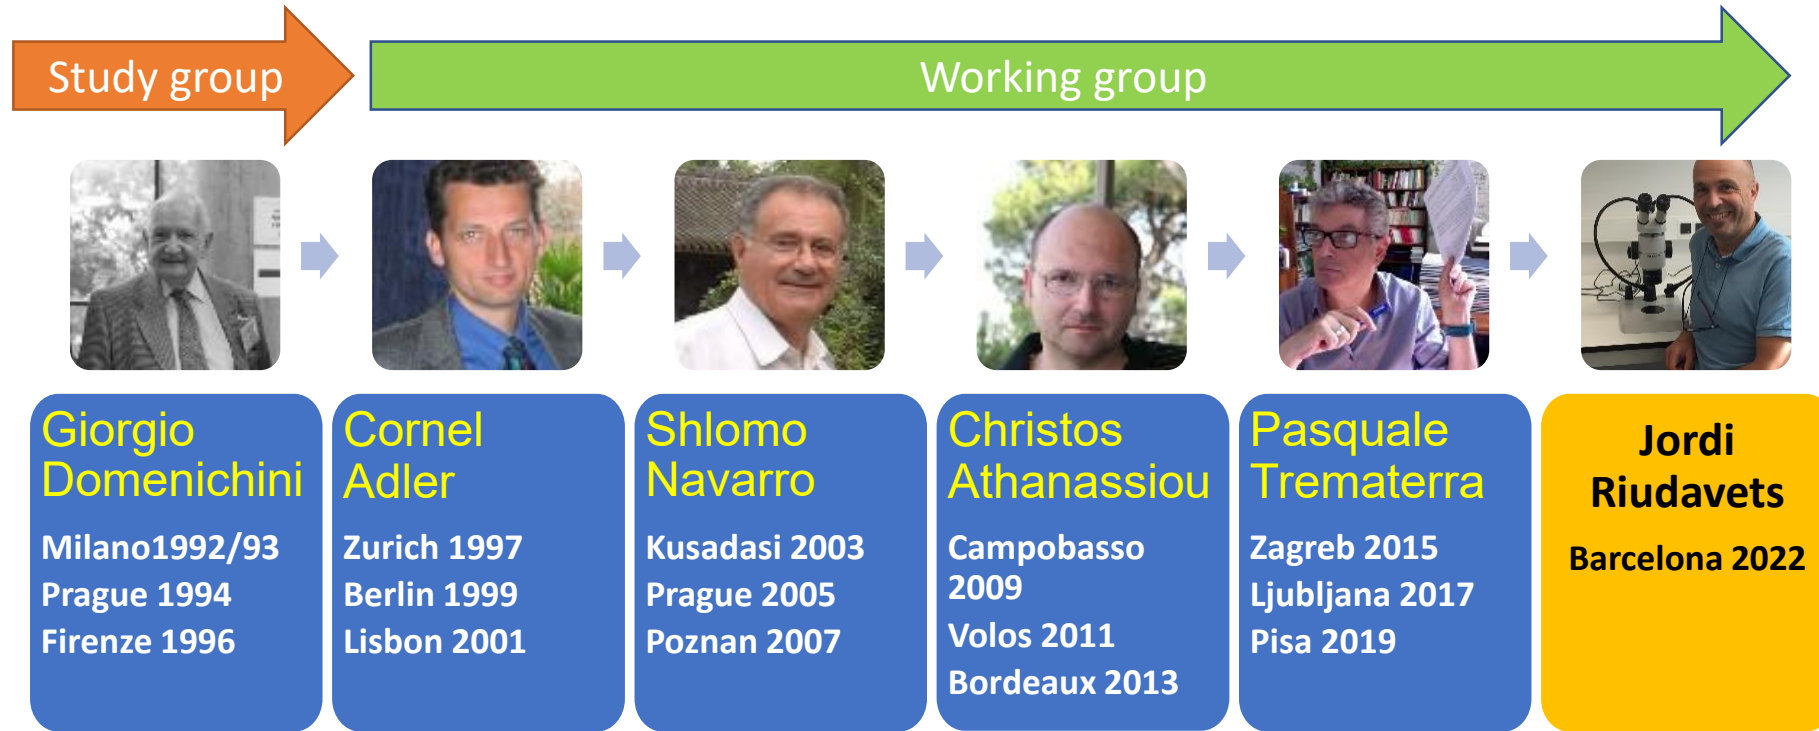 Study group
Working group
Giorgio
Domenichini
Milano1992/93
Prague 1994
Firenze 1996
Cornel
Adler
Zurich 1997
Berlin 1999
Lisbon 2001
Shlomo
Navarro
Kusadasi 2003
Prague 2005
Poznan 2007
Christos
Athanassiou
Campobasso
2009
Volos 2011
Bordeaux 2013
Pasquale
Trematerra
Zagreb 2015
Ljubljana 2017
Pisa 2019
Jordi
Riudavets
Barcelona 2022